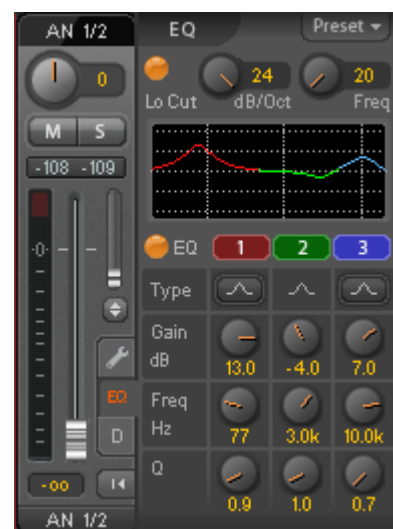 AN 1/2 EQ Preset
0 24 20
Lo Cut dB/Oct Freq
M S
-108 -109
EQ 1 2 3
-0-
Type
Gain
dB
13.0 -4.0 7.0
EQ
Freq
Hz
D
77 3.0k 10.0k
Q
-oo
0.9 1.0 0.7
AN 1/2